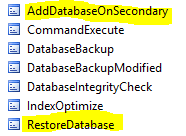 AddDatabaseOnSecondary
CommandExecute
DatabaseBackup
DatabaseBackupModified
DatabaseIntegrityCheck
IndexOptimize
RestoreDatabase